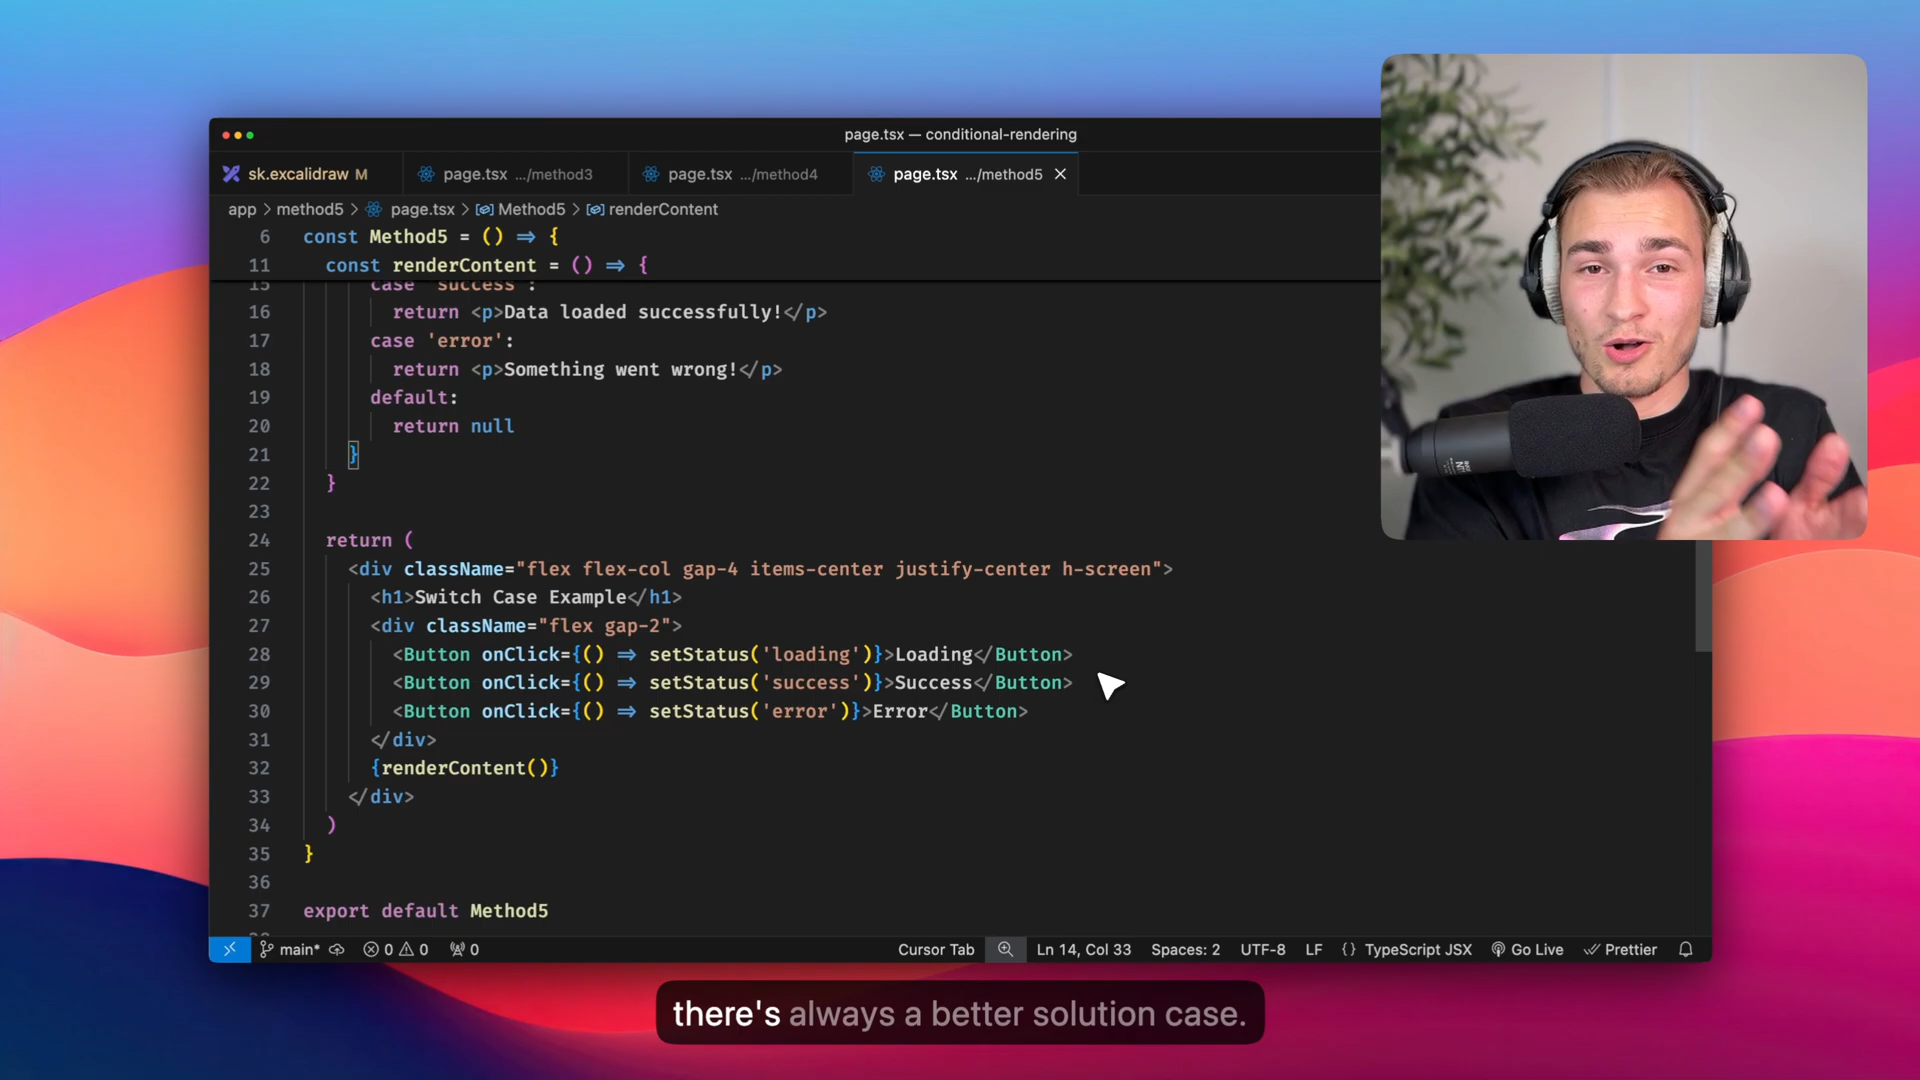 page.tsx — conditional-rendering
sk.excalidraw M
page.tsx .../method3
page.tsx .../method4
page.tsx .../method5
app > method5 > page.tsx > Method5 > renderContent
6 const Method5 = () ⇒ {
11 const renderContent = () ⇒ {
15 case 'success':
16 return <p>Data loaded successfully!</p>
17 case 'error':
18 return <p>Something went wrong!</p>
19 default:
20 return null
21 }
22 }
23
24 return (
25 <div className="flex flex-col gap-4 items-center justify-center h-screen">
26 <h1>Switch Case Example</h1>
27 <div className="flex gap-2">
28 <Button onClick={() ⇒ setStatus('loading')}>Loading</Button>
29 <Button onClick={() ⇒ setStatus('success')}>Success</Button>
30 <Button onClick={() ⇒ setStatus('error')}>Error</Button>
31 </div>
32 {renderContent()}
33 </div>
34 )
35 }
36
37 export default Method5
main* 0 0 0 Cursor Tab Ln 14, Col 33 Spaces: 2 UTF-8 LF {} TypeScript JSX Go Live Prettier
there's always a better solution case.